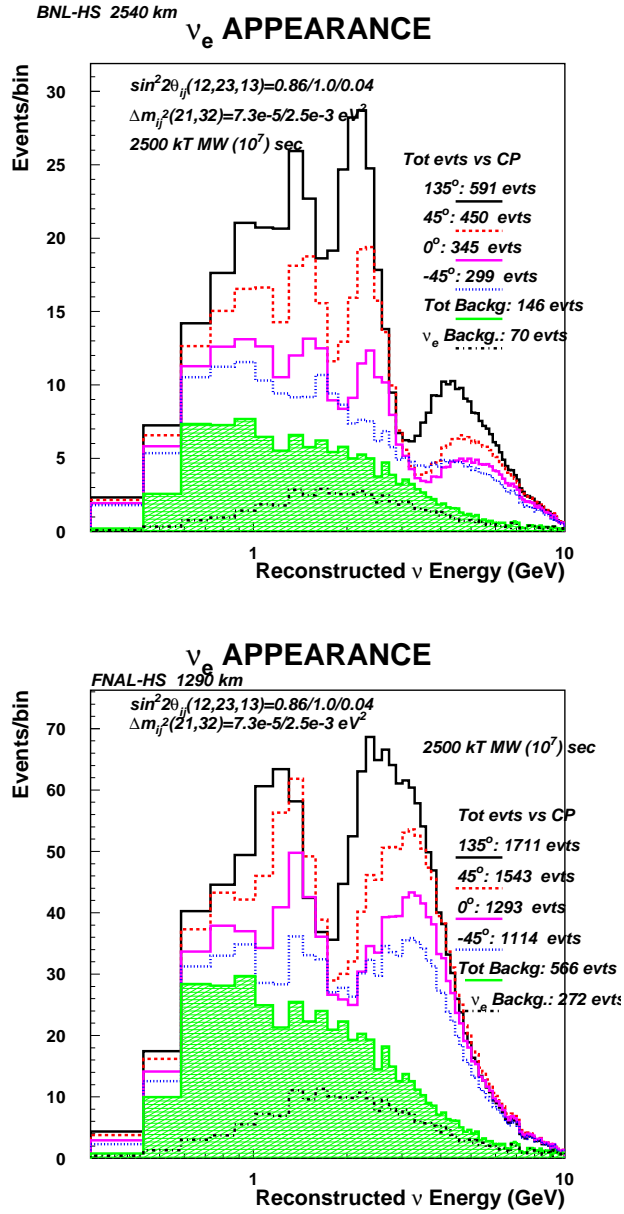 BNL-HS 2540 km
νe APPEARANCE
Events/bin
sin²2θij(12,23,13)=0.86/1.0/0.04
Δmij²(21,32)=7.3e-5/2.5e-3 eV²
2500 kT MW (10⁷) sec
Tot evts vs CP
135°: 591 evts
45°: 450 evts
0°: 345 evts
-45°: 299 evts
Tot Backg: 146 evts
νe Backg.: 70 evts
30
25
20
15
10
5
0
1
10
Reconstructed ν Energy (GeV)
νe APPEARANCE
FNAL-HS 1290 km
Events/bin
sin²2θij(12,23,13)=0.86/1.0/0.04
Δmij²(21,32)=7.3e-5/2.5e-3 eV²
2500 kT MW (10⁷) sec
Tot evts vs CP
135°: 1711 evts
45°: 1543 evts
0°: 1293 evts
-45°: 1114 evts
Tot Backg: 566 evts
νe Backg.: 272 evts
70
60
50
40
30
20
10
0
1
10
Reconstructed ν Energy (GeV)